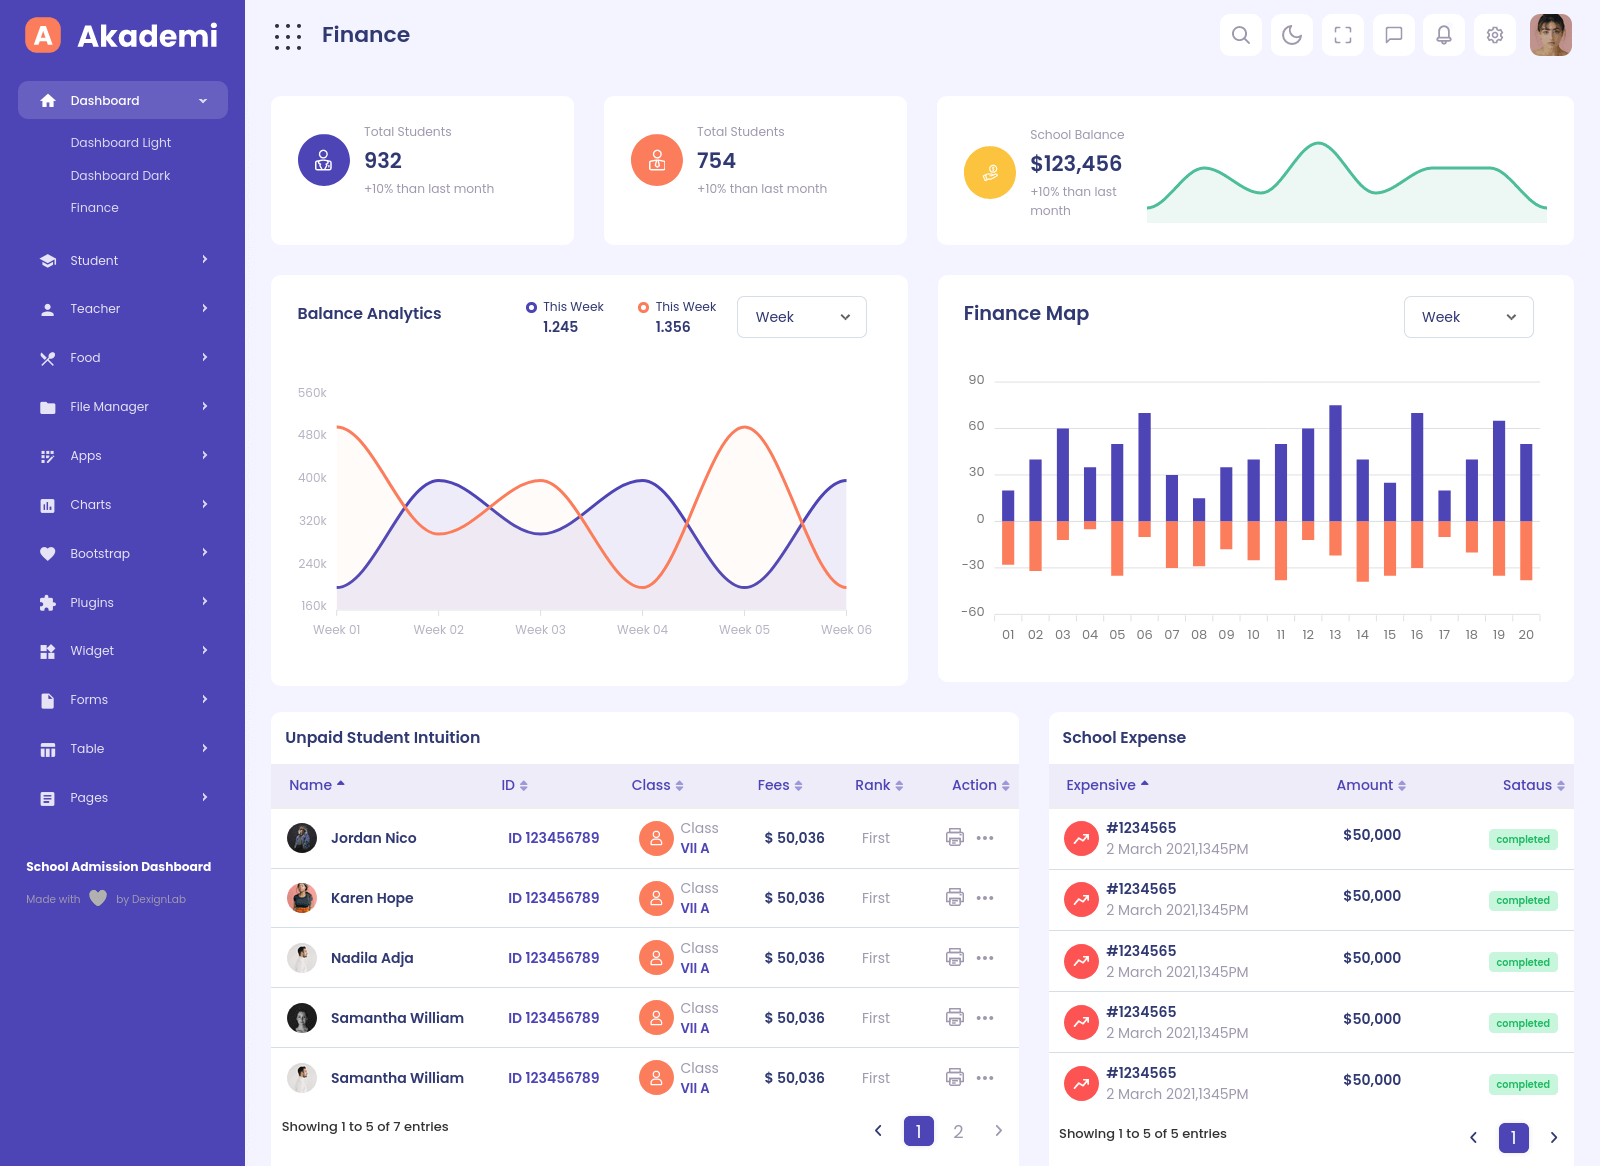 A Akademi
Dashboard
Dashboard Light
Dashboard Dark
Finance
Student
Teacher
Food
File Manager
Apps
Charts
Bootstrap
Plugins
Widget
Forms
Table
Pages
School Admission Dashboard
Made with by DexignLab
Finance
Total Students
932
+10% than last month
Total Students
754
+10% than last month
School Balance
$123,456
+10% than last
month
Balance Analytics
This Week
1.245
This Week
1.356
Week
560k
480k
400k
320k
240k
160k
Week 01 Week 02 Week 03 Week 04 Week 05 Week 06
Finance Map
Week
90
60
30
0
-30
-60
01 02 03 04 05 06 07 08 09 10 11 12 13 14 15 16 17 18 19 20
Unpaid Student Intuition
Name ID Class Fees Rank Action
Jordan Nico ID 123456789 Class VII A $ 50,036 First
Karen Hope ID 123456789 Class VII A $ 50,036 First
Nadila Adja ID 123456789 Class VII A $ 50,036 First
Samantha William ID 123456789 Class VII A $ 50,036 First
Samantha William ID 123456789 Class VII A $ 50,036 First
Showing 1 to 5 of 7 entries
1 2
School Expense
Expensive Amount Sataus
#1234565
2 March 2021,1345PM
$50,000
completed
#1234565
2 March 2021,1345PM
$50,000
completed
#1234565
2 March 2021,1345PM
$50,000
completed
#1234565
2 March 2021,1345PM
$50,000
completed
#1234565
2 March 2021,1345PM
$50,000
completed
Showing 1 to 5 of 5 entries
1